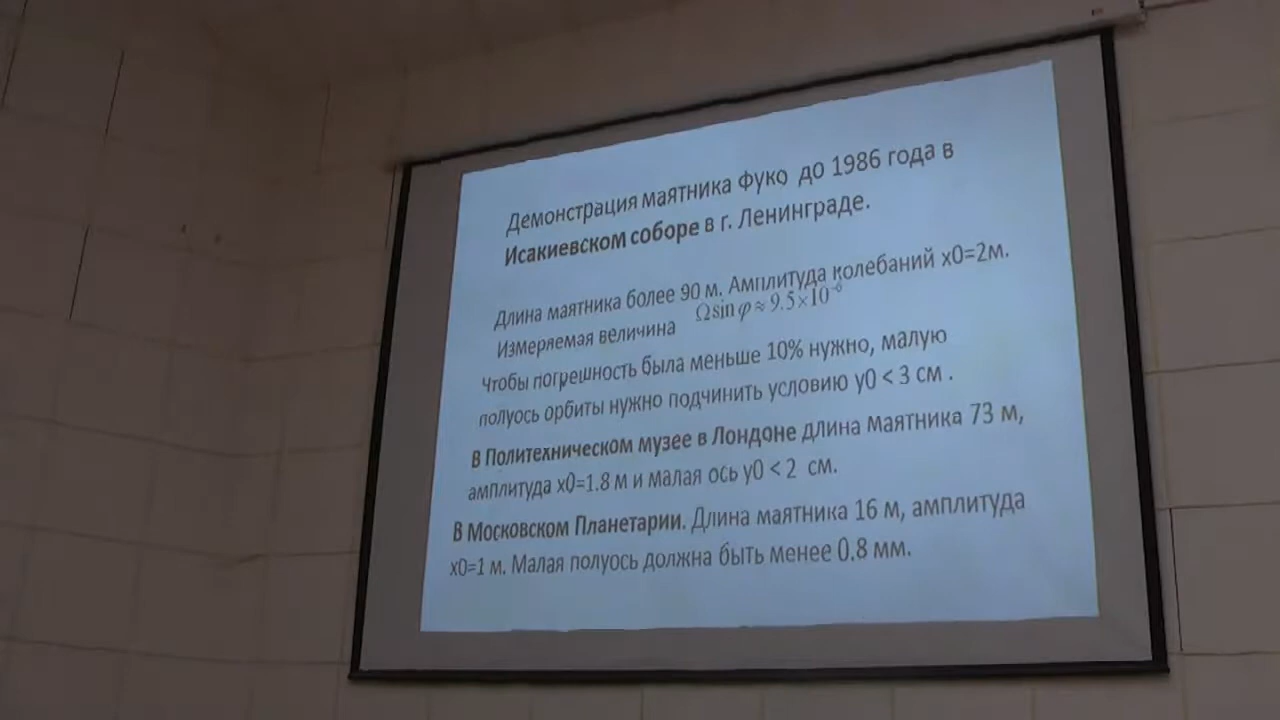 Демонстрация маятника Фуко до 1986 года в
Исакиевском соборе в г. Ленинграде.
Длина маятника более 90 м. Амплитуда колебаний x0=2м.
Измеряемая величина Ωsin φ ≈ 9.5×10⁻⁶
Чтобы погрешность была меньше 10% нужно, малую
полуось орбиты нужно подчинить условию y0 < 3 см .
В Политехническом музее в Лондоне длина маятника 73 м,
амплитуда x0=1.8 м и малая ось y0 < 2 см.
В Московском Планетарии. Длина маятника 16 м, амплитуда
x0=1 м. Малая полуось должна быть менее 0.8 мм.